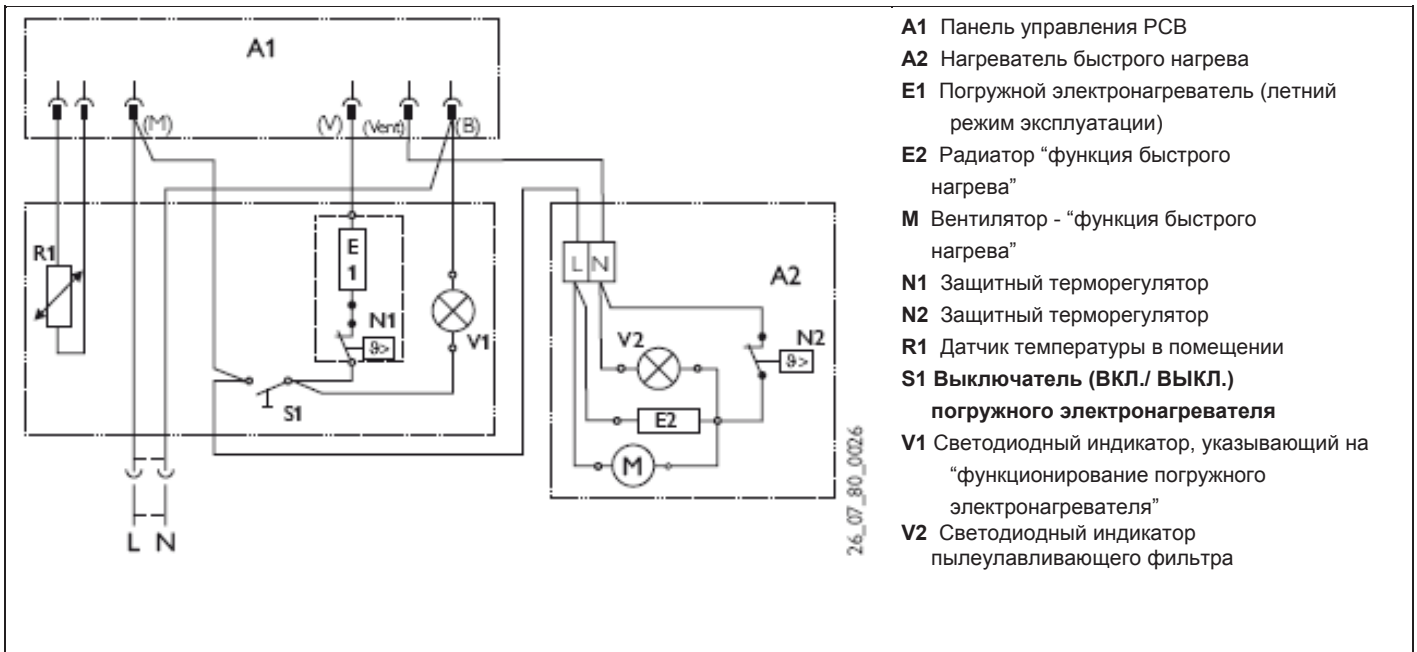 A1
(M)
(V)
(Vent)
(B)
R1
E
1
N1
ϑ>
V1
S1
L N
L N
A2
V2
N2
ϑ>
E2
M
26_07_80_0026
A1 Панель управления PCB
A2 Нагреватель быстрого нагрева
E1 Погружной электронагреватель (летний
режим эксплуатации)
E2 Радиатор “функция быстрого
нагрева”
M Вентилятор - “функция быстрого
нагрева”
N1 Защитный терморегулятор
N2 Защитный терморегулятор
R1 Датчик температуры в помещении
S1 Выключатель (ВКЛ./ ВЫКЛ.)
погружного электронагревателя
V1 Светодиодный индикатор, указывающий на
“функционирование погружного
электронагревателя”
V2 Светодиодный индикатор
пылеулавливающего фильтра